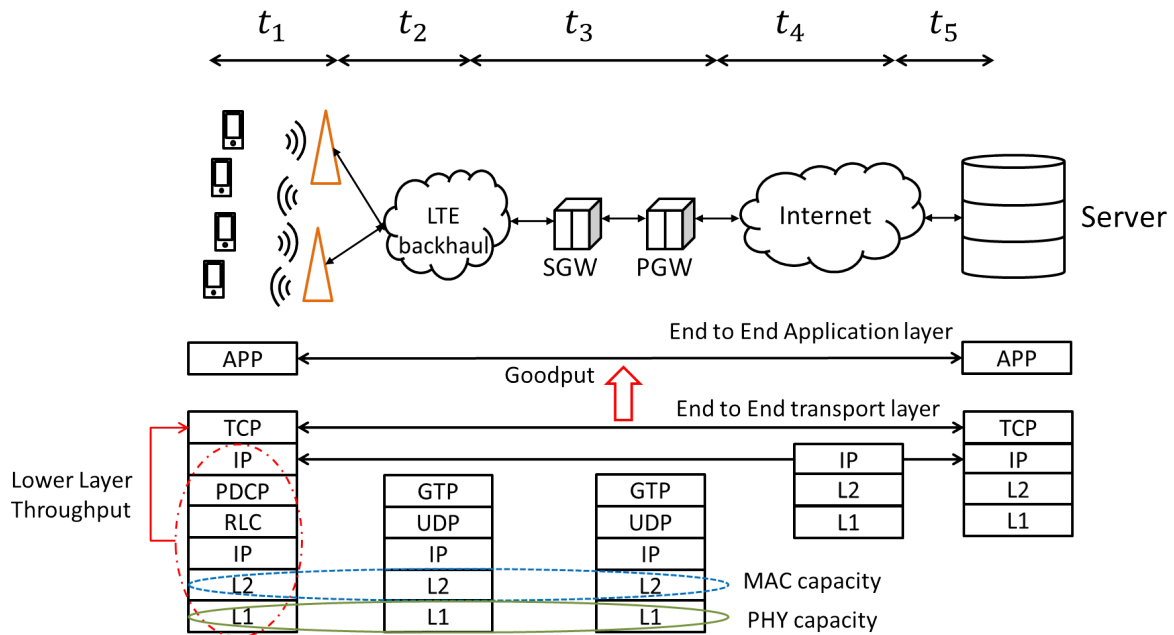 t1 t2 t3 t4 t5
LTE
backhaul
SGW
PGW
Internet
Server
End to End Application layer
APP
APP
Goodput
End to End transport layer
TCP
TCP
Lower Layer
Throughput
IP
IP
IP
PDCP
GTP
GTP
L2
L2
RLC
UDP
UDP
L1
L1
IP
IP
IP
L2
L2
L2
MAC capacity
L1
L1
L1
PHY capacity